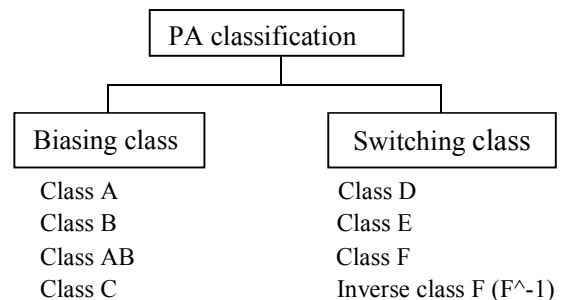 PA classification
Biasing class
Class A
Class B
Class AB
Class C
Switching class
Class D
Class E
Class F
Inverse class F (F^-1)